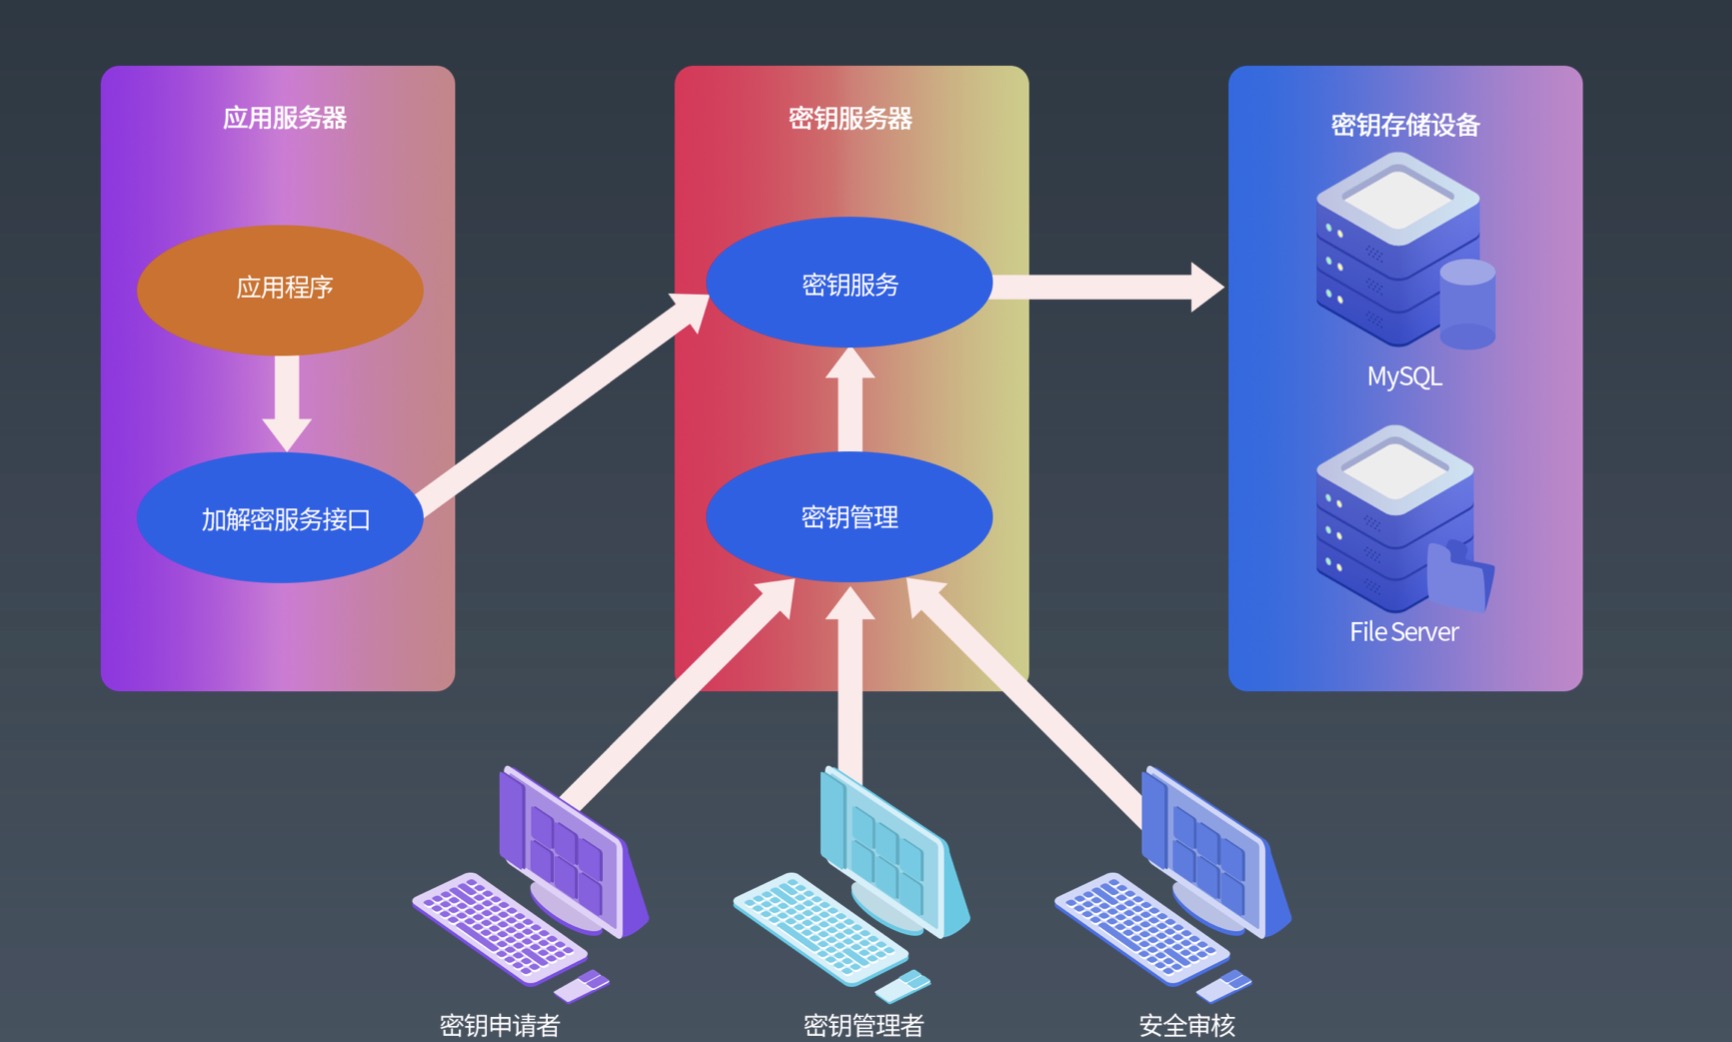 应用服务器
应用程序
加解密服务接口
密钥服务器
密钥服务
密钥管理
密钥存储设备
MySQL
File Server
密钥申请者
密钥管理者
安全审核